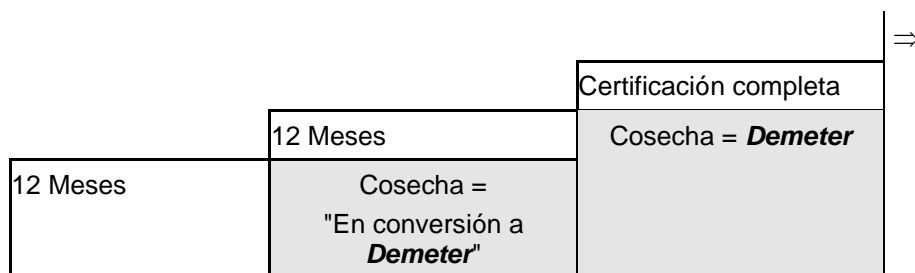 ⇒
Certificación completa
12 Meses
Cosecha = Demeter
12 Meses
Cosecha =
"En conversión a
Demeter"